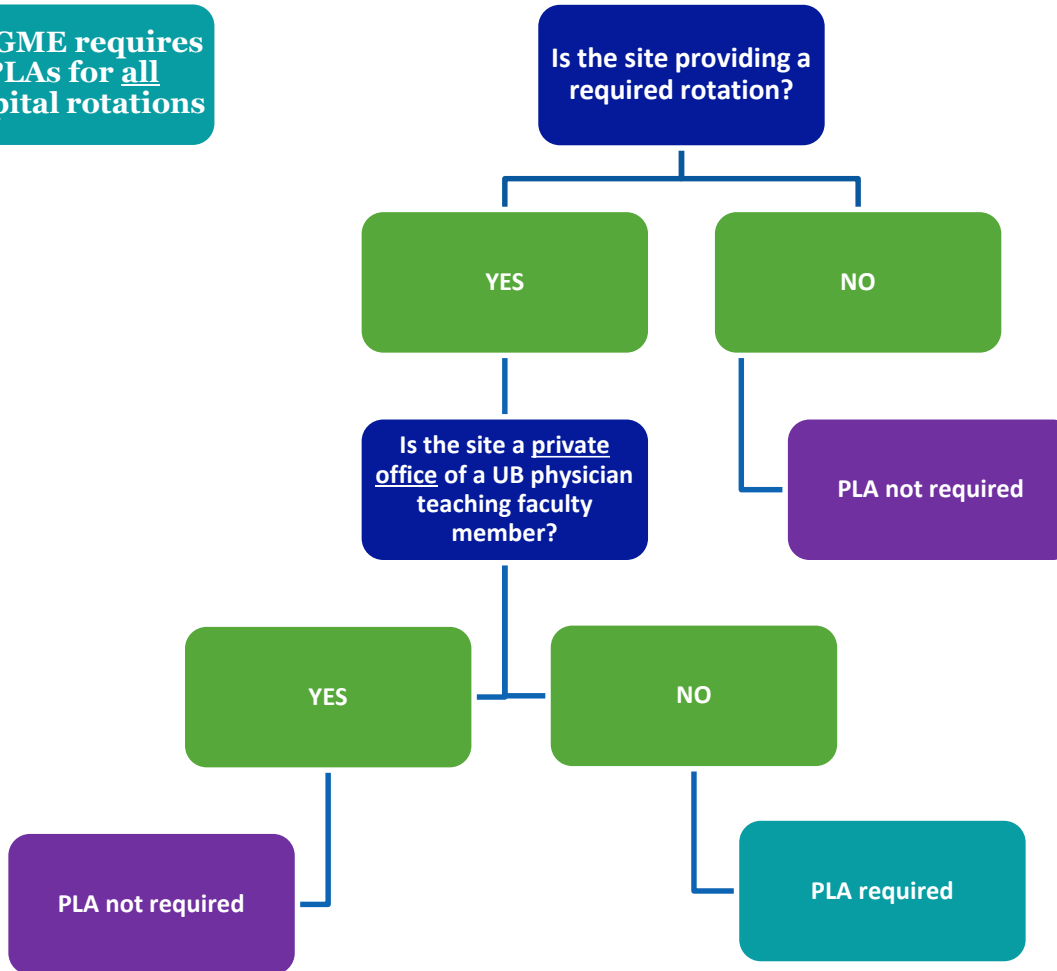 GME requires
PLAs for all
pital rotations
Is the site providing a
required rotation?
YES
NO
Is the site a private
office of a UB physician
teaching faculty
member?
PLA not required
YES
NO
PLA not required
PLA required